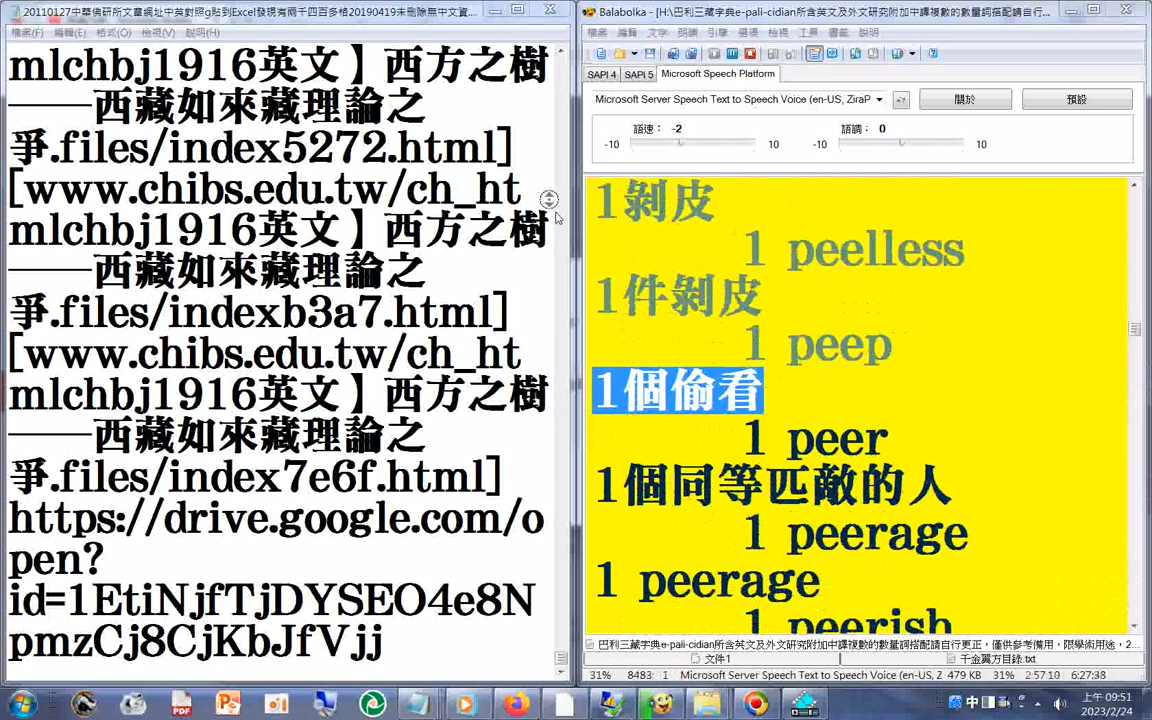 20110127中華佛研所文章網址中英對照g點到Excel發現有兩千四百多格20190419未刪除無中文資...
檔案(F) 編輯(E) 格式(O) 檢視(V) 說明(H)
mlchbj1916英文】西方之樹
——西藏如來藏理論之
爭.files/index5272.html]
[www.chibs.edu.tw/ch_ht
mlchbj1916英文】西方之樹
——西藏如來藏理論之
爭.files/indexb3a7.html]
[www.chibs.edu.tw/ch_ht
mlchbj1916英文】西方之樹
——西藏如來藏理論之
爭.files/index7e6f.html]
https://drive.google.com/o
pen?
id=1EtiNjfTjDYSEO4e8N
pmzCj8CjKbJfVjj
Balabolka - [H:\巴利三藏字典e-pali-cidian所含英文及外文研究附加中譯複數的數量詞搭配請自行...
檔案 編輯 文字 朗讀 引擎 選項 檢視 工具 書籤 說明
SAPI 4 SAPI 5 Microsoft Speech Platform
Microsoft Server Speech Text to Speech Voice (en-US, ZiraP 關於 預設
語速： -2 語調： 0
-10 10 -10 10
1剝皮
1 peelless
1件剝皮
1 peep
1個偷看
1 peer
1個同等匹敵的人
1 peerage
1 peerage
1 peerish
巴利三藏字典e-pali-cidian所含英文及外文研究附加中譯複數的數量詞搭配請自行更正，僅供參考備用，限學術用途，2...
文件1 千金翼方目錄.txt
31% 8483: 1 31% Microsoft Server Speech Text to Speech Voice (en-US, Z 479 KB 31% 2:57:10 6:27:38
上午 09:51
2023/2/24